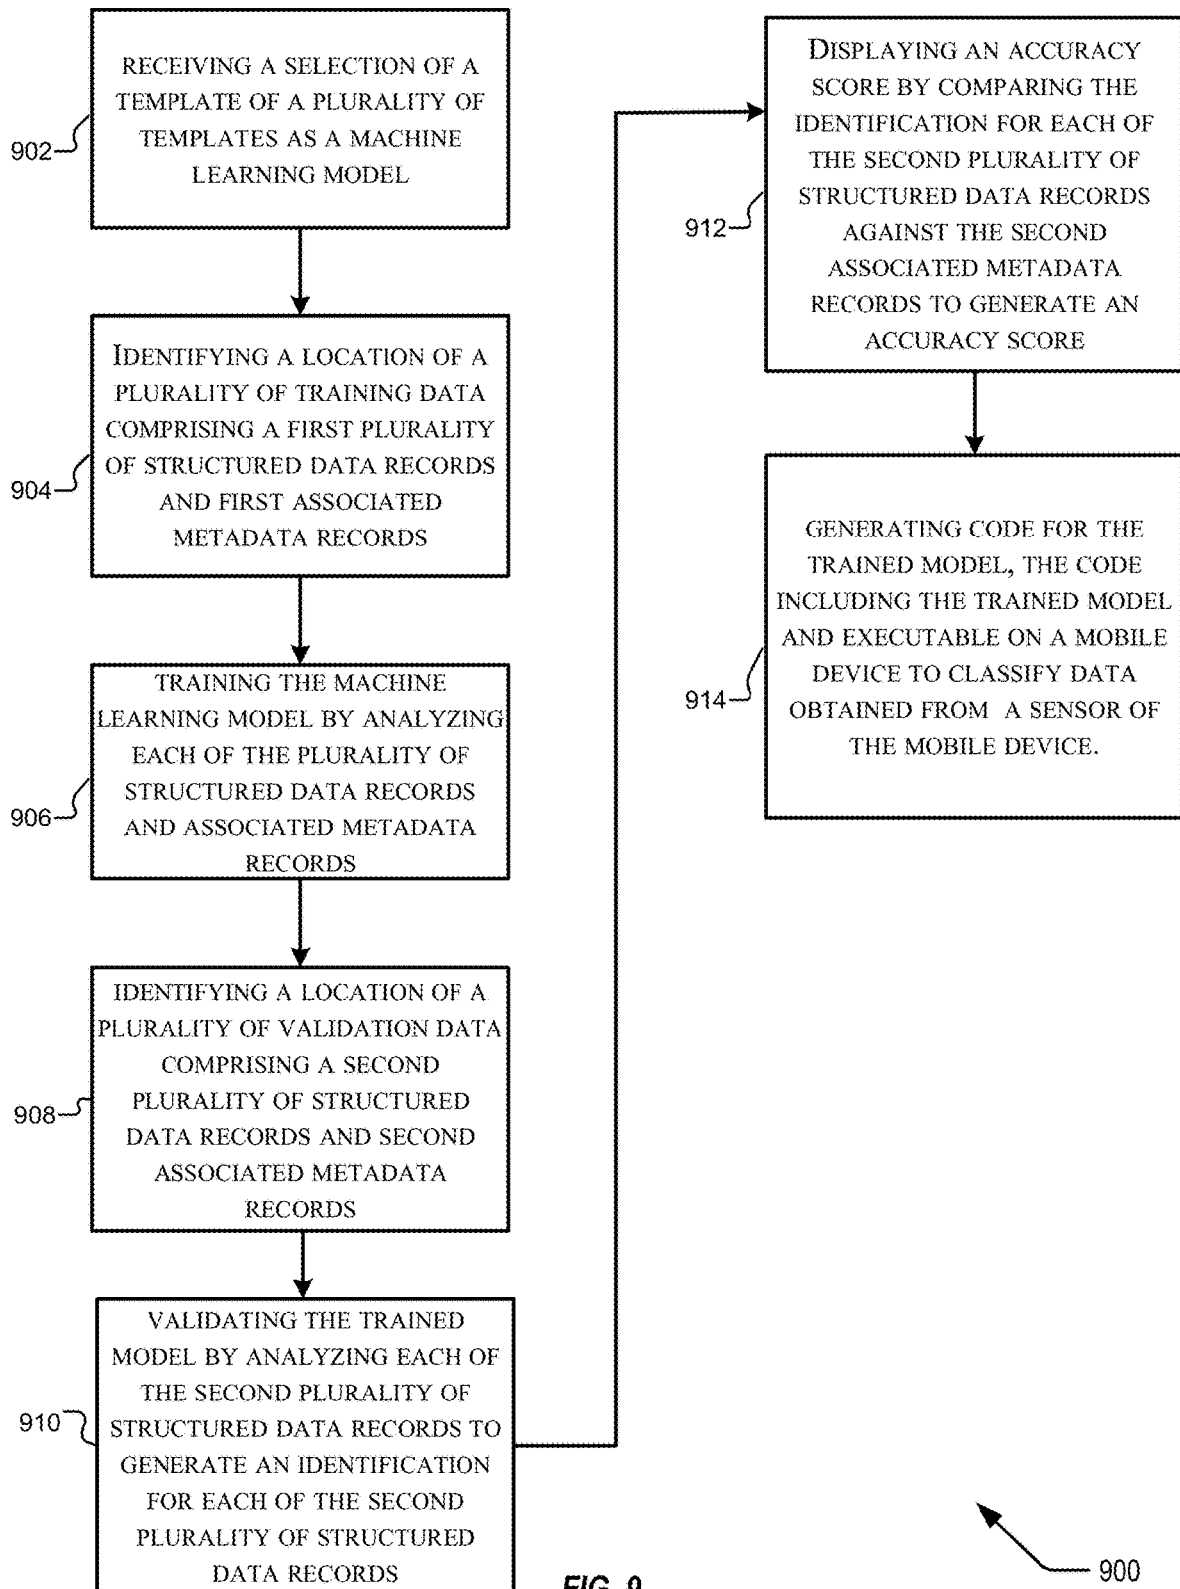 902
RECEIVING A SELECTION OF A
TEMPLATE OF A PLURALITY OF
TEMPLATES AS A MACHINE
LEARNING MODEL
904
IDENTIFYING A LOCATION OF A
PLURALITY OF TRAINING DATA
COMPRISING A FIRST PLURALITY
OF STRUCTURED DATA RECORDS
AND FIRST ASSOCIATED
METADATA RECORDS
906
TRAINING THE MACHINE
LEARNING MODEL BY ANALYZING
EACH OF THE PLURALITY OF
STRUCTURED DATA RECORDS
AND ASSOCIATED METADATA
RECORDS
908
IDENTIFYING A LOCATION OF A
PLURALITY OF VALIDATION DATA
COMPRISING A SECOND
PLURALITY OF STRUCTURED
DATA RECORDS AND SECOND
ASSOCIATED METADATA
RECORDS
910
VALIDATING THE TRAINED
MODEL BY ANALYZING EACH OF
THE SECOND PLURALITY OF
STRUCTURED DATA RECORDS TO
GENERATE AN IDENTIFICATION
FOR EACH OF THE SECOND
PLURALITY OF STRUCTURED
DATA RECORDS
912
DISPLAYING AN ACCURACY
SCORE BY COMPARING THE
IDENTIFICATION FOR EACH OF
THE SECOND PLURALITY OF
STRUCTURED DATA RECORDS
AGAINST THE SECOND
ASSOCIATED METADATA
RECORDS TO GENERATE AN
ACCURACY SCORE
914
GENERATING CODE FOR THE
TRAINED MODEL, THE CODE
INCLUDING THE TRAINED MODEL
AND EXECUTABLE ON A MOBILE
DEVICE TO CLASSIFY DATA
OBTAINED FROM A SENSOR OF
THE MOBILE DEVICE.
900
FIG. 9